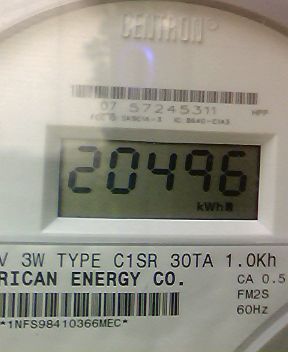 CENTRON®
07 57245311 HPF
20496
kWh
V 3W TYPE C1SR 30TA 1.0Kh
RICAN ENERGY CO. CA 0.5
FM2S
60Hz
*1NFS98410366MEC*